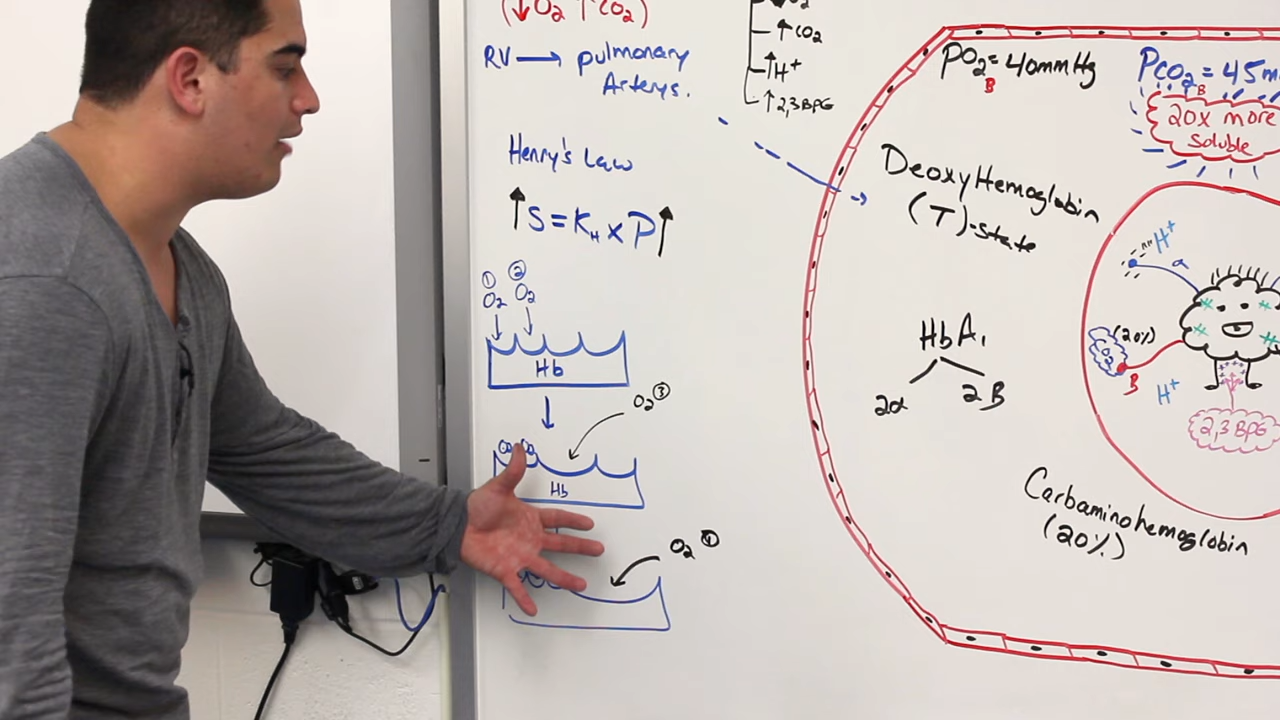 (↓O2 ↑CO2)
RV → pulmonary
Arterys.
Henry's Law
↑S = KH x P↑
① ②
O2 O2
Hb
O2 ③
Hb
O2 ④
↑CO2
↑H+
↑2,3 BPG
PO2 = 40mmHg
B
PCO2 = 45m
B
20x more
Soluble
DeoxyHemoglobin
(T)-state
HbA1
2α 2B
H+
α
(20%)
B
H+
2,3 BPG
Carbaminohemoglobin
(20%)